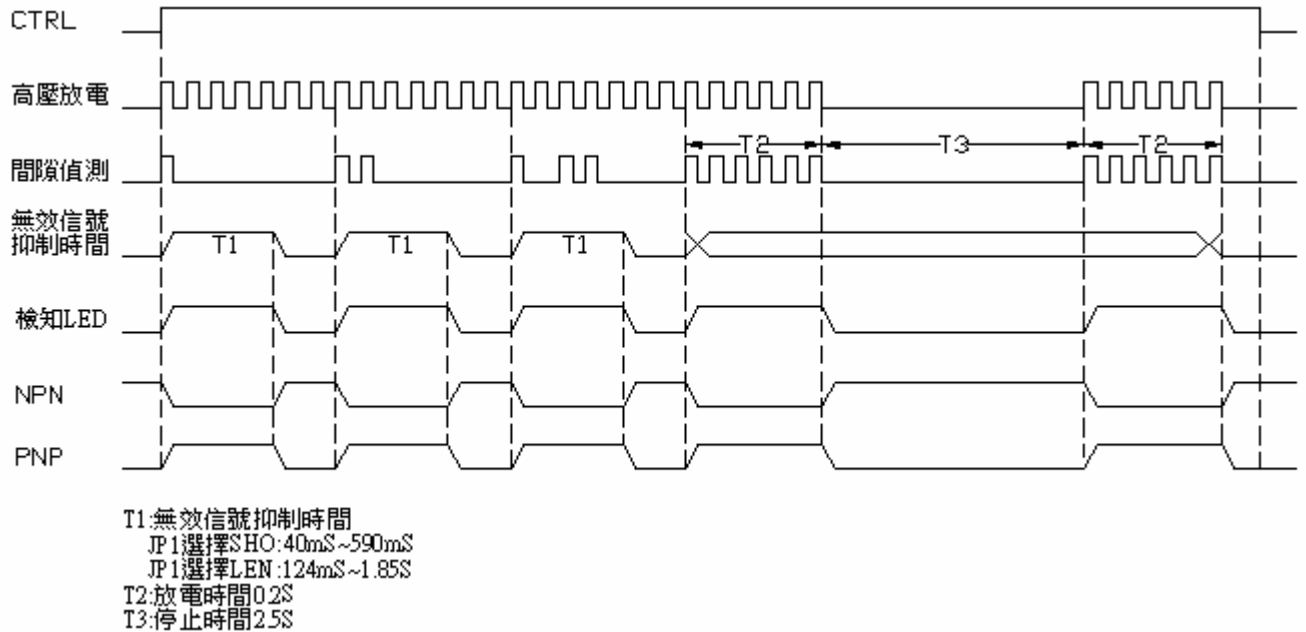 CTRL
高壓放電
T2 T3 T2
間隙偵測
無效信號
抑制時間
T1 T1 T1
檢知LED
NPN
PNP
T1:無效信號抑制時間
JP1選擇SHO:40mS~590mS
JP1選擇LEN:124mS~1.85S
T2:放電時間0.2S
T3:停止時間2.5S